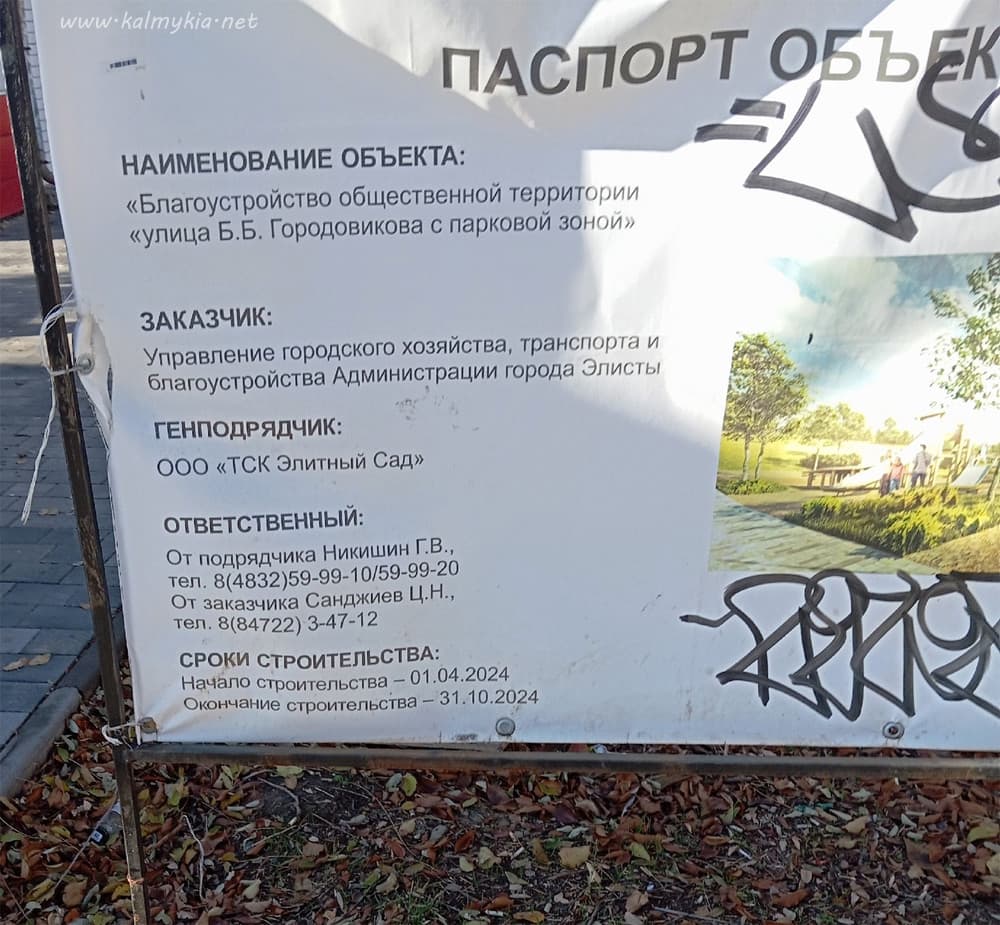 www.kalmykia.net
ПАСПОРТ ОБЪЕК
НАИМЕНОВАНИЕ ОБЪЕКТА:
«Благоустройство общественной территории
«улица Б.Б. Городовикова с парковой зоной»
ЗАКАЗЧИК:
Управление городского хозяйства, транспорта и
благоустройства Администрации города Элисты
ГЕНПОДРЯДЧИК:
ООО «ТСК Элитный Сад»
ОТВЕТСТВЕННЫЙ:
От подрядчика Никишин Г.В.,
тел. 8(4832)59-99-10/59-99-20
От заказчика Санджиев Ц.Н.,
тел. 8(84722) 3-47-12
СРОКИ СТРОИТЕЛЬСТВА:
Начало строительства – 01.04.2024
Окончание строительства – 31.10.2024